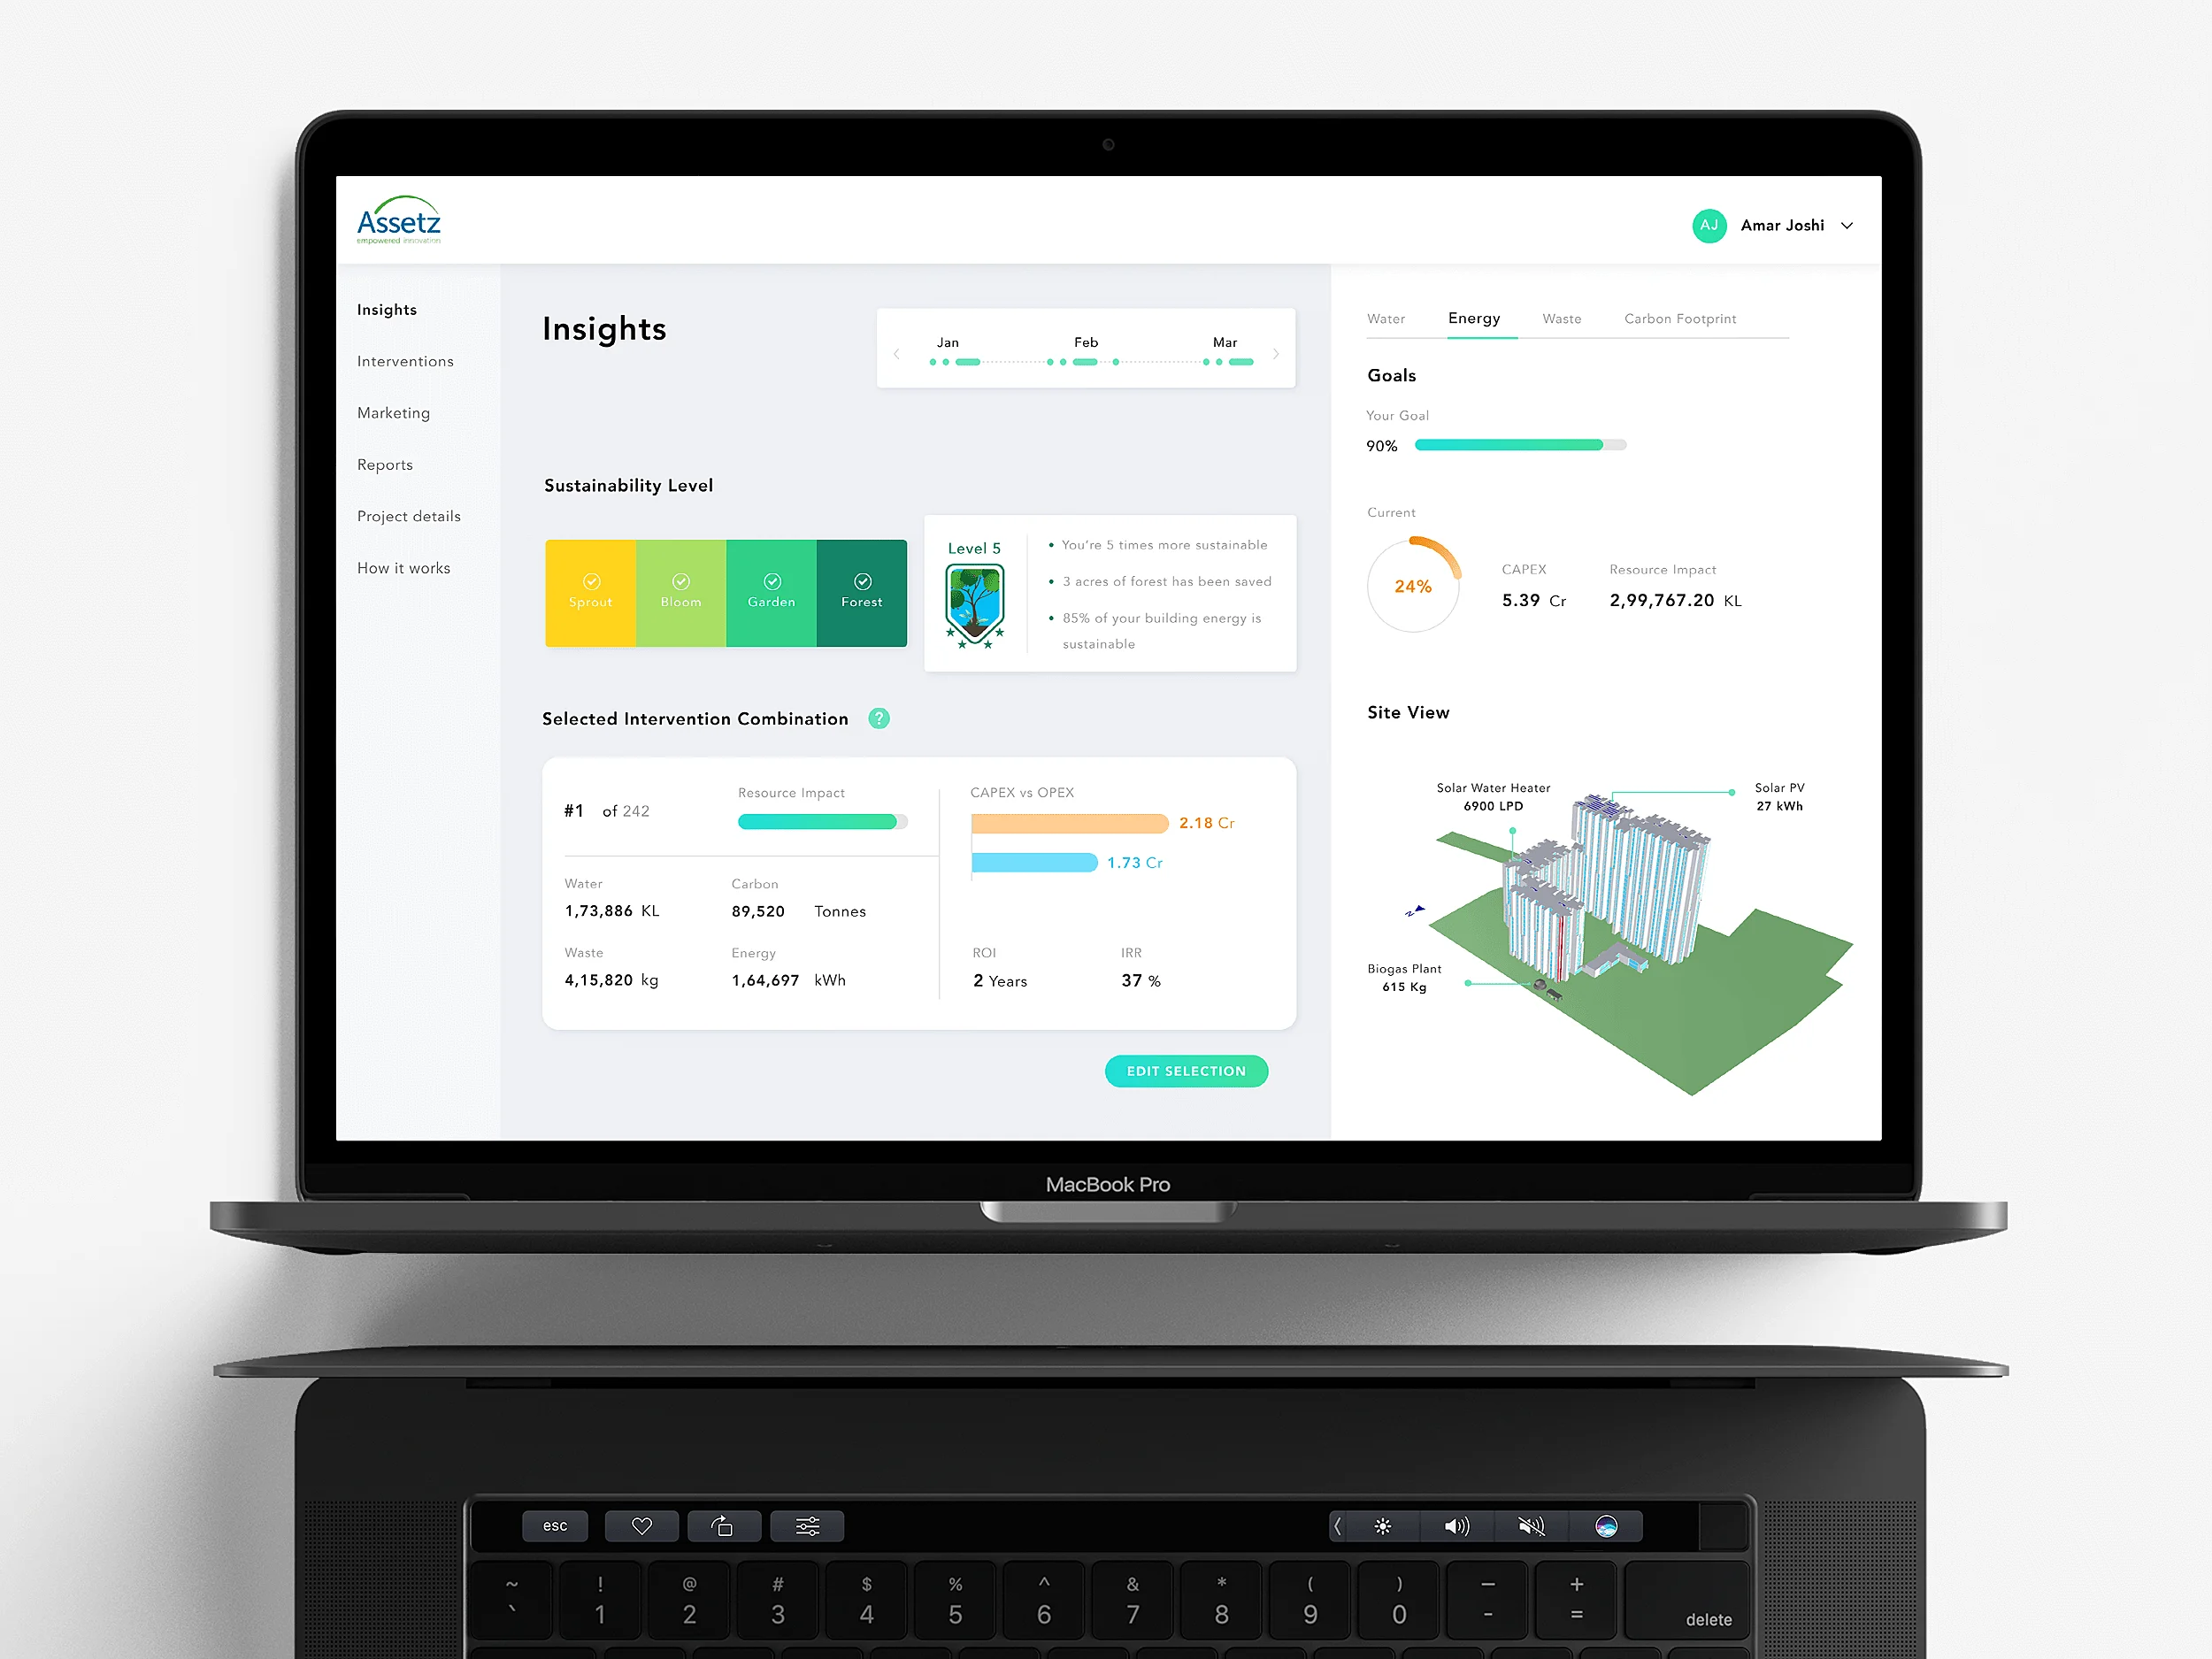 Assetz
empowered innovation
AJ Amar Joshi
Insights
Interventions
Marketing
Reports
Project details
How it works
Insights
Jan Feb Mar
Sustainability Level
Sprout Bloom Garden Forest
Level 5
• You're 5 times more sustainable
• 3 acres of forest has been saved
• 85% of your building energy is
sustainable
Selected Intervention Combination ?
#1 of 242
Resource Impact
Water
1,73,886 KL
Carbon
89,520 Tonnes
Waste
4,15,820 kg
Energy
1,64,697 kWh
CAPEX vs OPEX
2.18 Cr
1.73 Cr
ROI
2 Years
IRR
37 %
EDIT SELECTION
Water Energy Waste Carbon Footprint
Goals
Your Goal
90%
Current
24%
CAPEX
5.39 Cr
Resource Impact
2,99,767.20 KL
Site View
Solar Water Heater
6900 LPD
Solar PV
27 kWh
Z
Biogas Plant
615 Kg
MacBook Pro
esc
~ ! @ # $ % ^ & * ( ) – +
` 1 2 3 4 5 6 7 8 9 0 - = delete